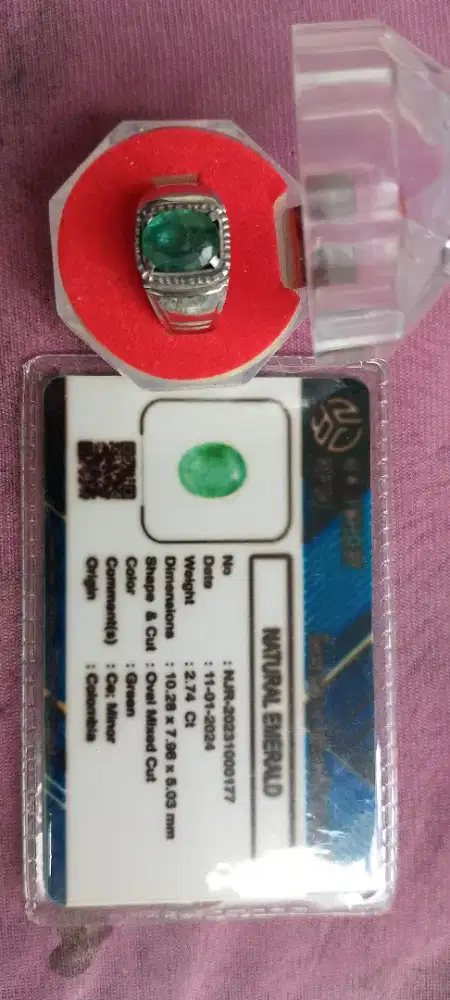 NATURAL EMERALD
No : NJR-20231000177
Date : 11-01-2024
Weight : 2.74 Ct
Dimensions : 10.28 x 7.96 x 5.03 mm
Shape & Cut : Oval Mixed Cut
Color : Green
Comment(s) : Ce: Minor
Origin : Colombia